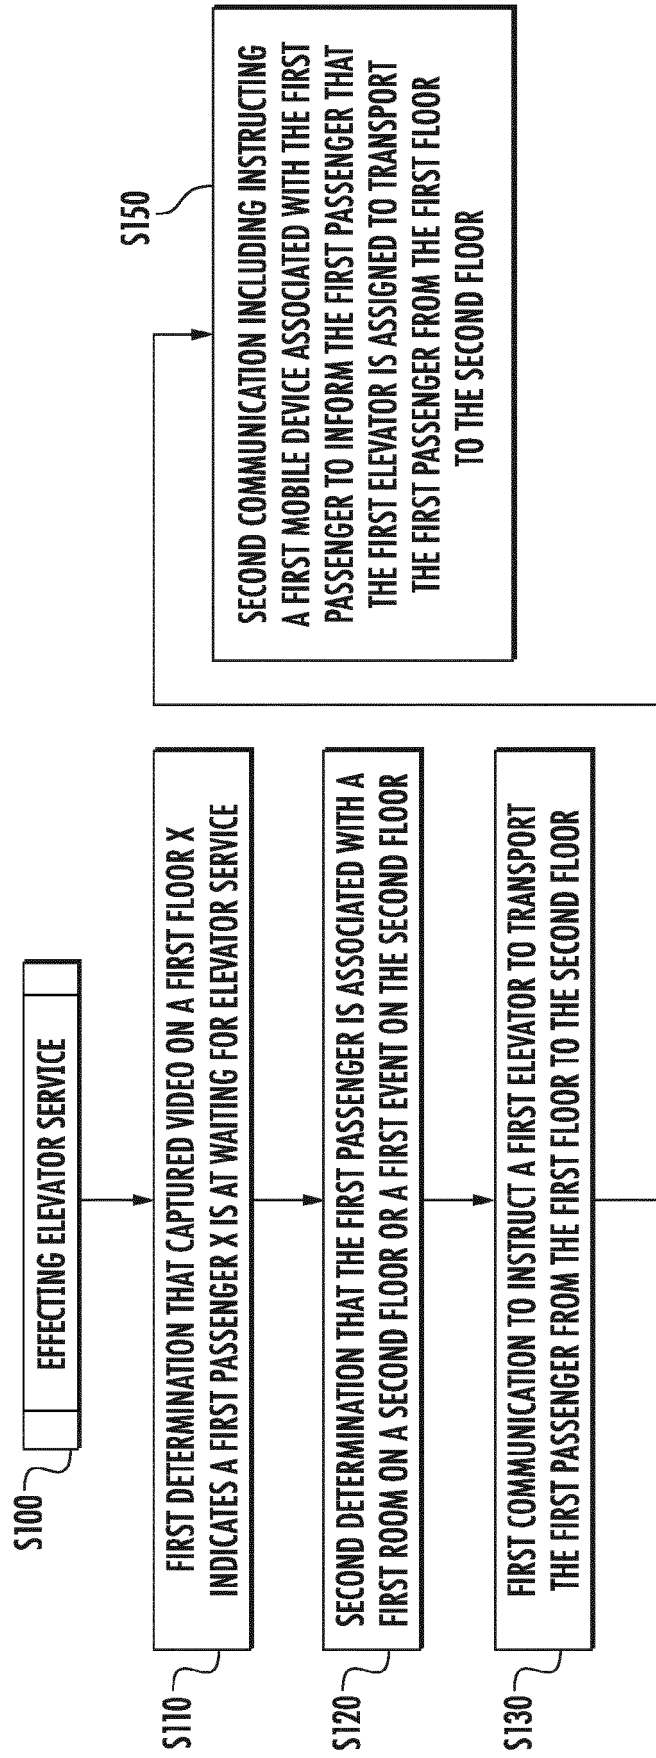 S100
EFFECTING ELEVATOR SERVICE
S110
FIRST DETERMINATION THAT CAPTURED VIDEO ON A FIRST FLOOR X
INDICATES A FIRST PASSENGER X IS AT WAITING FOR ELEVATOR SERVICE
S120
SECOND DETERMINATION THAT THE FIRST PASSENGER IS ASSOCIATED WITH A
FIRST ROOM ON A SECOND FLOOR OR A FIRST EVENT ON THE SECOND FLOOR
S130
FIRST COMMUNICATION TO INSTRUCT A FIRST ELEVATOR TO TRANSPORT
THE FIRST PASSENGER FROM THE FIRST FLOOR TO THE SECOND FLOOR
S150
SECOND COMMUNICATION INCLUDING INSTRUCTING
A FIRST MOBILE DEVICE ASSOCIATED WITH THE FIRST
PASSENGER TO INFORM THE FIRST PASSENGER THAT
THE FIRST ELEVATOR IS ASSIGNED TO TRANSPORT
THE FIRST PASSENGER FROM THE FIRST FLOOR
TO THE SECOND FLOOR